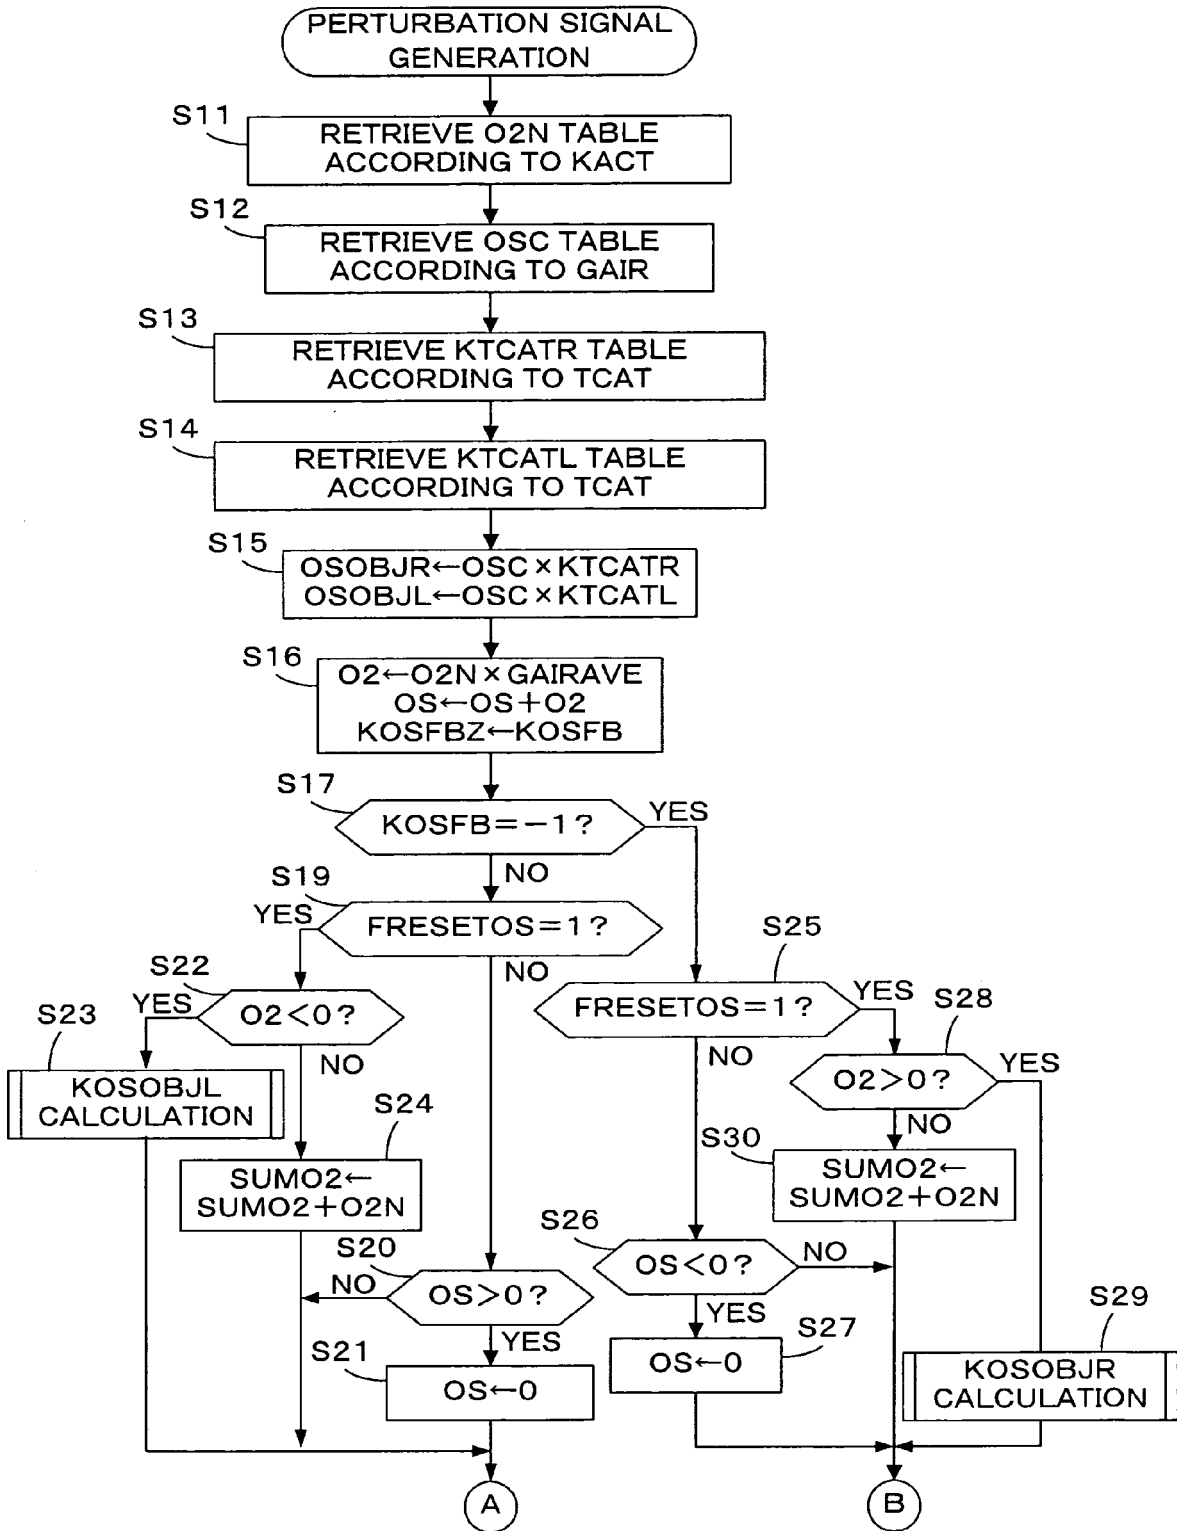 PERTURBATION SIGNAL
GENERATION
S11
RETRIEVE O2N TABLE
ACCORDING TO KACT
S12
RETRIEVE OSC TABLE
ACCORDING TO GAIR
S13
RETRIEVE KTCATR TABLE
ACCORDING TO TCAT
S14
RETRIEVE KTCATL TABLE
ACCORDING TO TCAT
S15
OSOBJR←OSC×KTCATR
OSOBJL←OSC×KTCATL
S16
O2←O2N×GAIRAVE
OS←OS+O2
KOSFBZ←KOSFB
S17
KOSFB=−1?
YES
NO
S19
FRESETOS=1?
YES
NO
S22
O2<0?
YES
NO
S23
KOSOBJL
CALCULATION
S24
SUMO2←
SUMO2+O2N
S20
OS>0?
NO
YES
S21
OS←0
A
S25
FRESETOS=1?
YES
NO
S28
O2>0?
YES
NO
S30
SUMO2←
SUMO2+O2N
S26
OS<0?
NO
YES
S27
OS←0
S29
KOSOBJR
CALCULATION
B